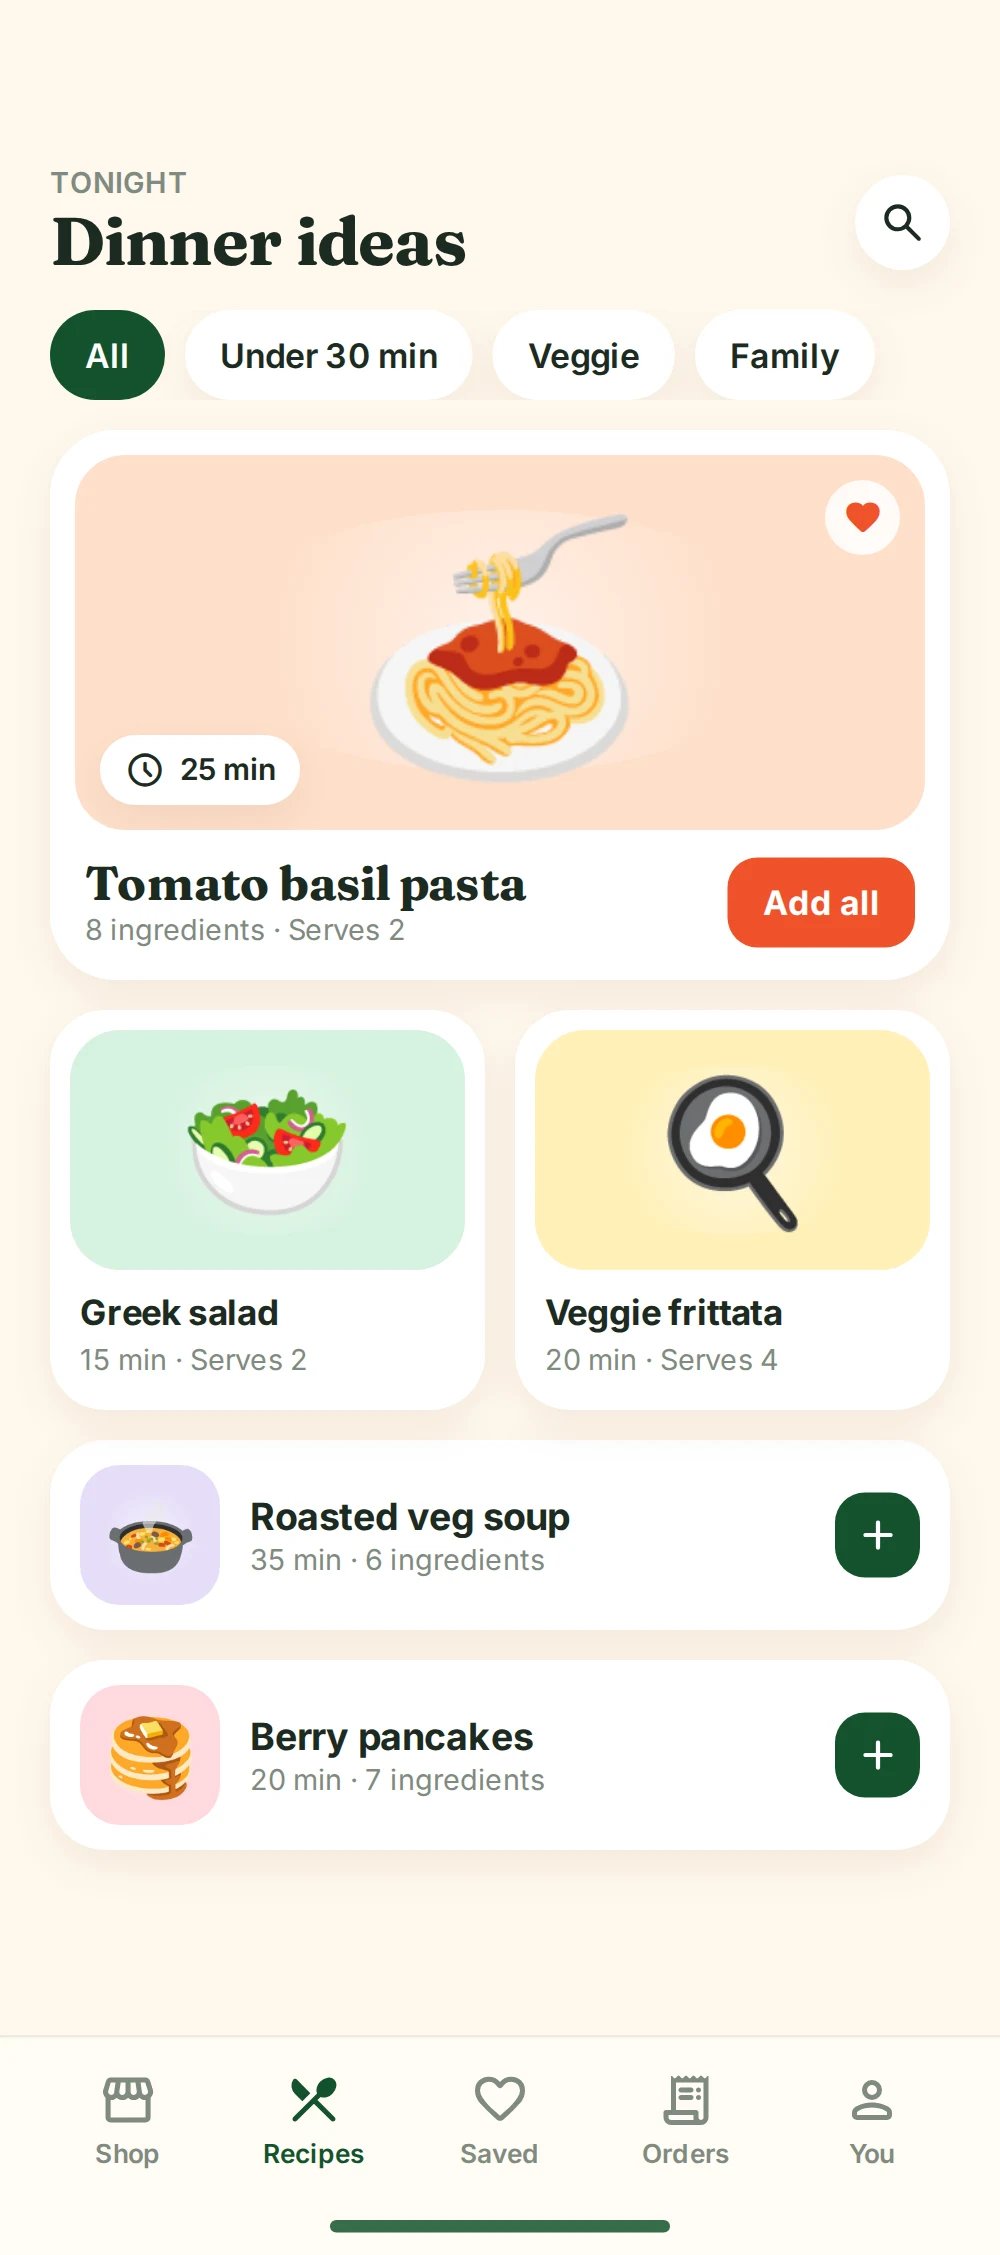 TONIGHT
Dinner ideas
All
Under 30 min
Veggie
Family
25 min
Tomato basil pasta
8 ingredients · Serves 2
Add all
Greek salad
15 min · Serves 2
Veggie frittata
20 min · Serves 4
Roasted veg soup
35 min · 6 ingredients
Berry pancakes
20 min · 7 ingredients
Shop
Recipes
Saved
Orders
You